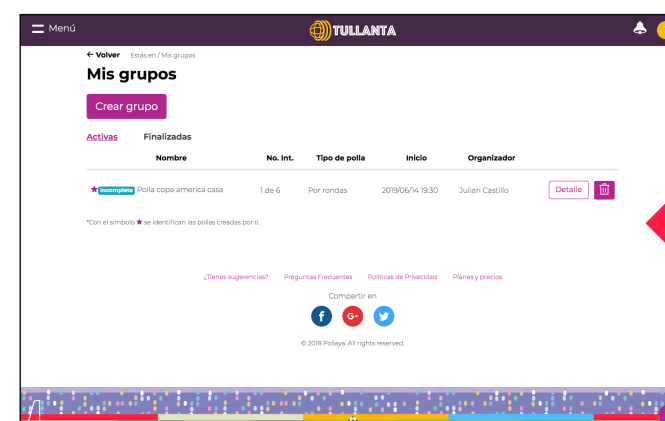 Menú
TULLANTA
Volver Estás en / Mis grupos
Mis grupos
Crear grupo
Activas Finalizadas
Nombre No. Int. Tipo de polla Inicio Organizador
Incompleto Polla copa america casa 1 de 6 Por rondas 2019/06/14 19:30 Julian Castillo Detalle
*Con el simbolo ★ se identifican las pollas creadas por ti.
¿Tienes sugerencias? Preguntas Frecuentes Políticas de Privacidad Planes y precios
Compartir en
f G+
© 2018 Pollaya. All rights reserved.